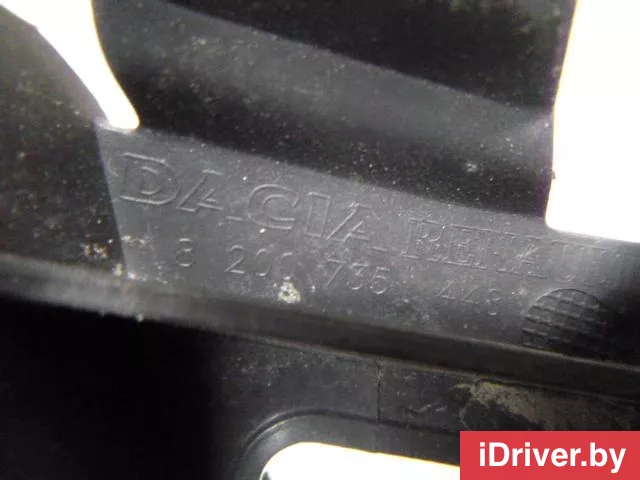 DACIA RENAULT
8 200 735 448
iDriver.by